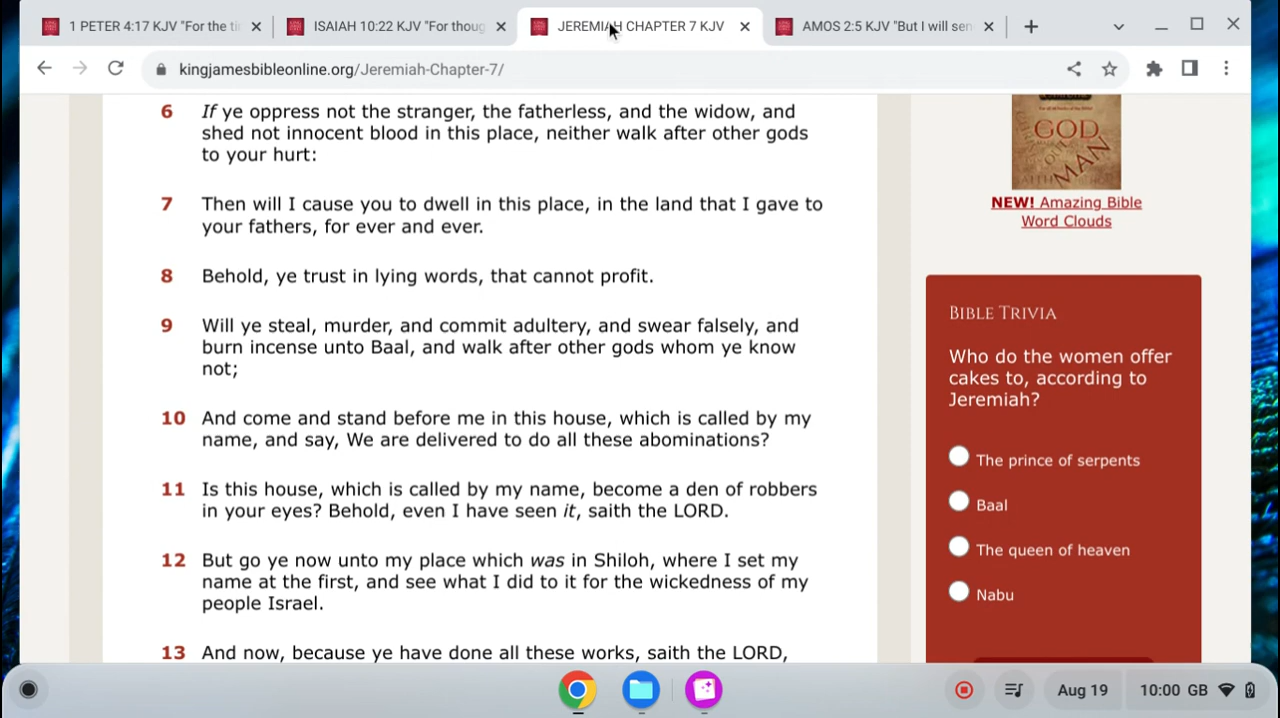 1 PETER 4:17 KJV "For the ti
ISAIAH 10:22 KJV "For thoug
JEREMIAH CHAPTER 7 KJV
AMOS 2:5 KJV "But I will sen
kingjamesbibleonline.org/Jeremiah-Chapter-7/
6 If ye oppress not the stranger, the fatherless, and the widow, and
shed not innocent blood in this place, neither walk after other gods
to your hurt:
7 Then will I cause you to dwell in this place, in the land that I gave to
your fathers, for ever and ever.
8 Behold, ye trust in lying words, that cannot profit.
9 Will ye steal, murder, and commit adultery, and swear falsely, and
burn incense unto Baal, and walk after other gods whom ye know
not;
10 And come and stand before me in this house, which is called by my
name, and say, We are delivered to do all these abominations?
11 Is this house, which is called by my name, become a den of robbers
in your eyes? Behold, even I have seen it, saith the LORD.
12 But go ye now unto my place which was in Shiloh, where I set my
name at the first, and see what I did to it for the wickedness of my
people Israel.
13 And now, because ye have done all these works, saith the LORD,
GOD
MAN
NEW! Amazing Bible
Word Clouds
BIBLE TRIVIA
Who do the women offer
cakes to, according to
Jeremiah?
The prince of serpents
Baal
The queen of heaven
Nabu
Aug 19
10:00 GB